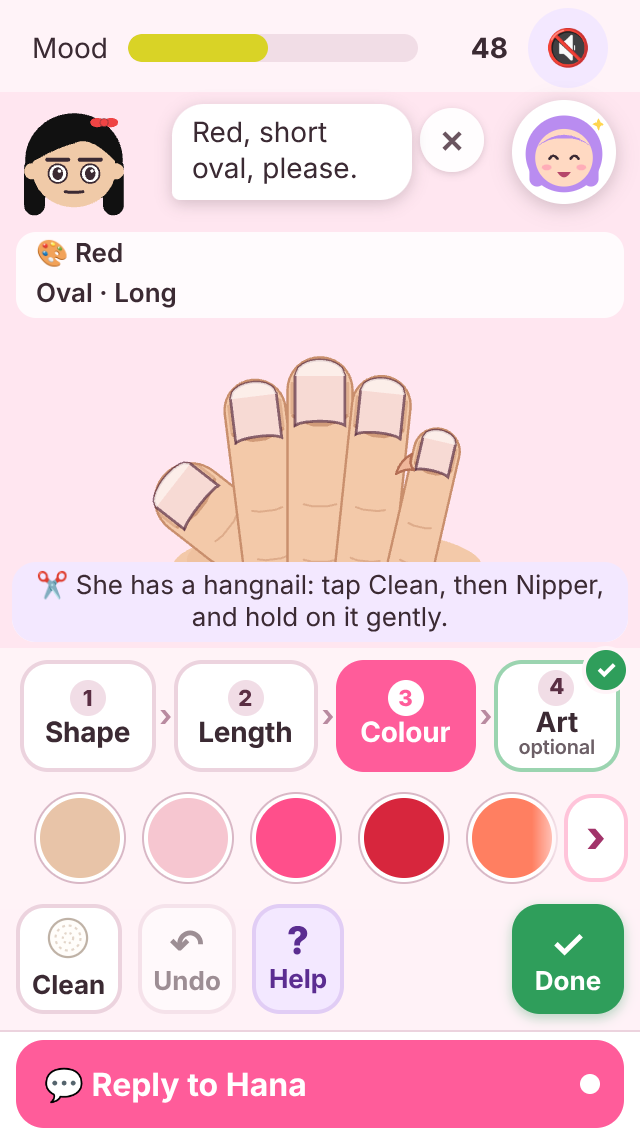 Mood
48
Red, short
oval, please.
Red
Oval · Long
She has a hangnail: tap Clean, then Nipper,
and hold on it gently.
1
Shape
2
Length
3
Colour
4
Art
optional
Clean
Undo
?
Help
Done
Reply to Hana